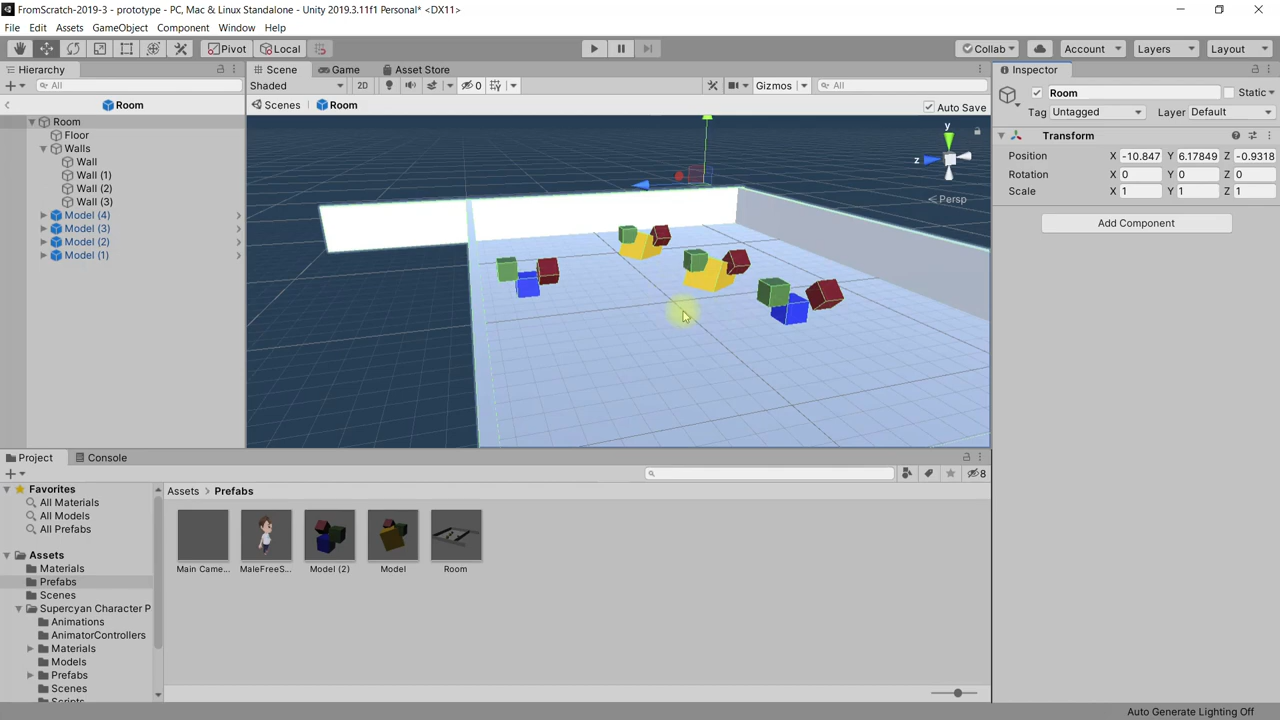 FromScratch-2019-3 - prototype - PC, Mac & Linux Standalone - Unity 2019.3.11f1 Personal* <DX11>
File Edit Assets GameObject Component Window Help
Pivot Local Collab Account Layers Layout
Hierarchy Scene Game Asset Store Inspector
All Shaded 2D 0 Gizmos All Room Static
Room Scenes Room Auto Save Tag Untagged Layer Default
Room
Floor
Walls
Wall
Wall (1)
Wall (2)
Wall (3)
Model (4)
Model (3)
Model (2)
Model (1)
y
z
Persp
Transform
Position X -10.847 Y 6.17849 Z -0.9318
Rotation X 0 Y 0 Z 0
Scale X 1 Y 1 Z 1
Add Component
Project Console
8
Favorites
All Materials
All Models
All Prefabs
Assets
Materials
Prefabs
Scenes
Supercyan Character P
Animations
AnimatorControllers
Materials
Models
Prefabs
Scenes
Assets > Prefabs
Main Came... MaleFreeS... Model (2) Model Room
Auto Generate Lighting Off